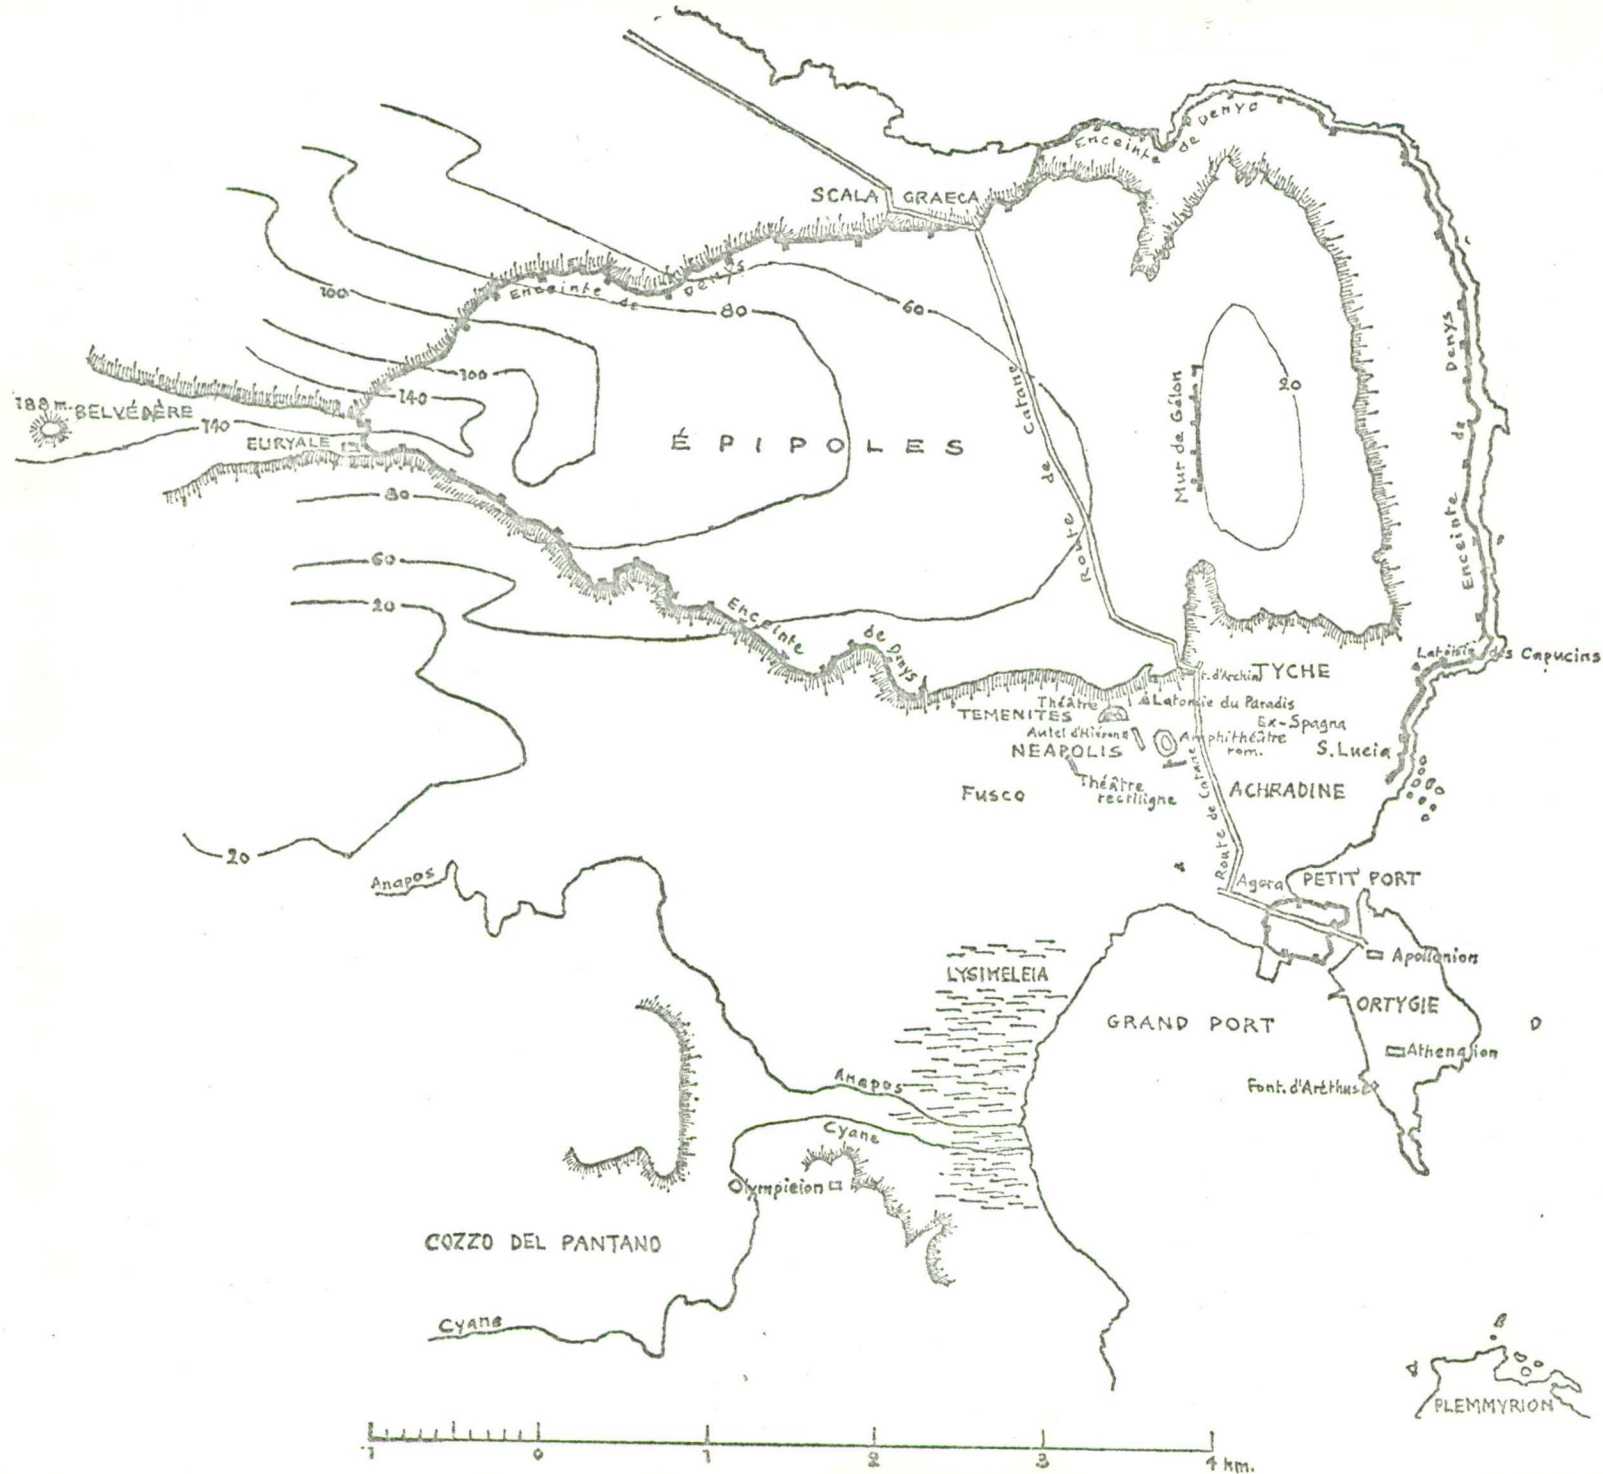 SCALA GRAECA
Enceinte de Denys
Enceinte de Denys
100
80
60
188 m.
BELVÉDÈRE
140
EURYALE
100
140
80
60
20
20
ÉPIPOLES
Route de Catane
Mur de Gélon
20
Enceinte de Denys
Enceinte de Denys
Latomie des Capucins
t. d'Archim
TYCHE
Théâtre
TEMENITES
Latomie du Paradis
Ex-Spagna
Autel d'Hiéron
NEAPOLIS
Amphithéâtre
rom.
S. Lucia
Théâtre
rectiligne
FUSCO
ACHRADINE
Route de Catane
Agora
PETIT PORT
Anapos
LYSIMELEIA
Apollonion
GRAND PORT
ORTYGIE
Athenaion
Font. d'Aréthuse
Anapos
Cyane
Olympieion
COZZO DEL PANTANO
Cyane
PLEMMYRION
1 0 1 2 3 4 km.